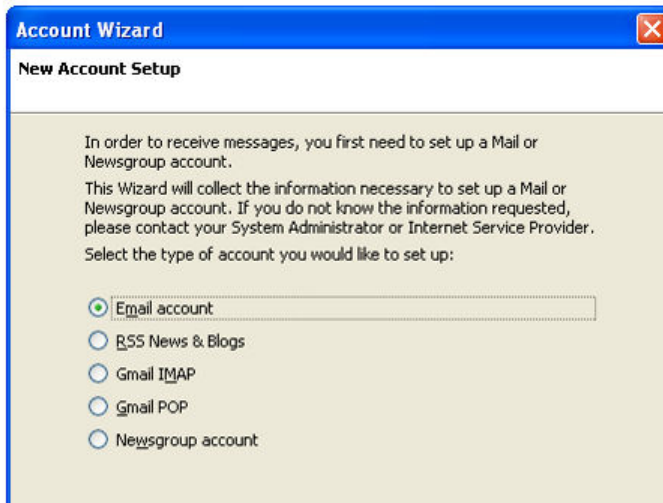 Account Wizard
New Account Setup
In order to receive messages, you first need to set up a Mail or
Newsgroup account.
This Wizard will collect the information necessary to set up a Mail or
Newsgroup account. If you do not know the information requested,
please contact your System Administrator or Internet Service Provider.
Select the type of account you would like to set up:
Email account
RSS News & Blogs
Gmail IMAP
Gmail POP
Newsgroup account